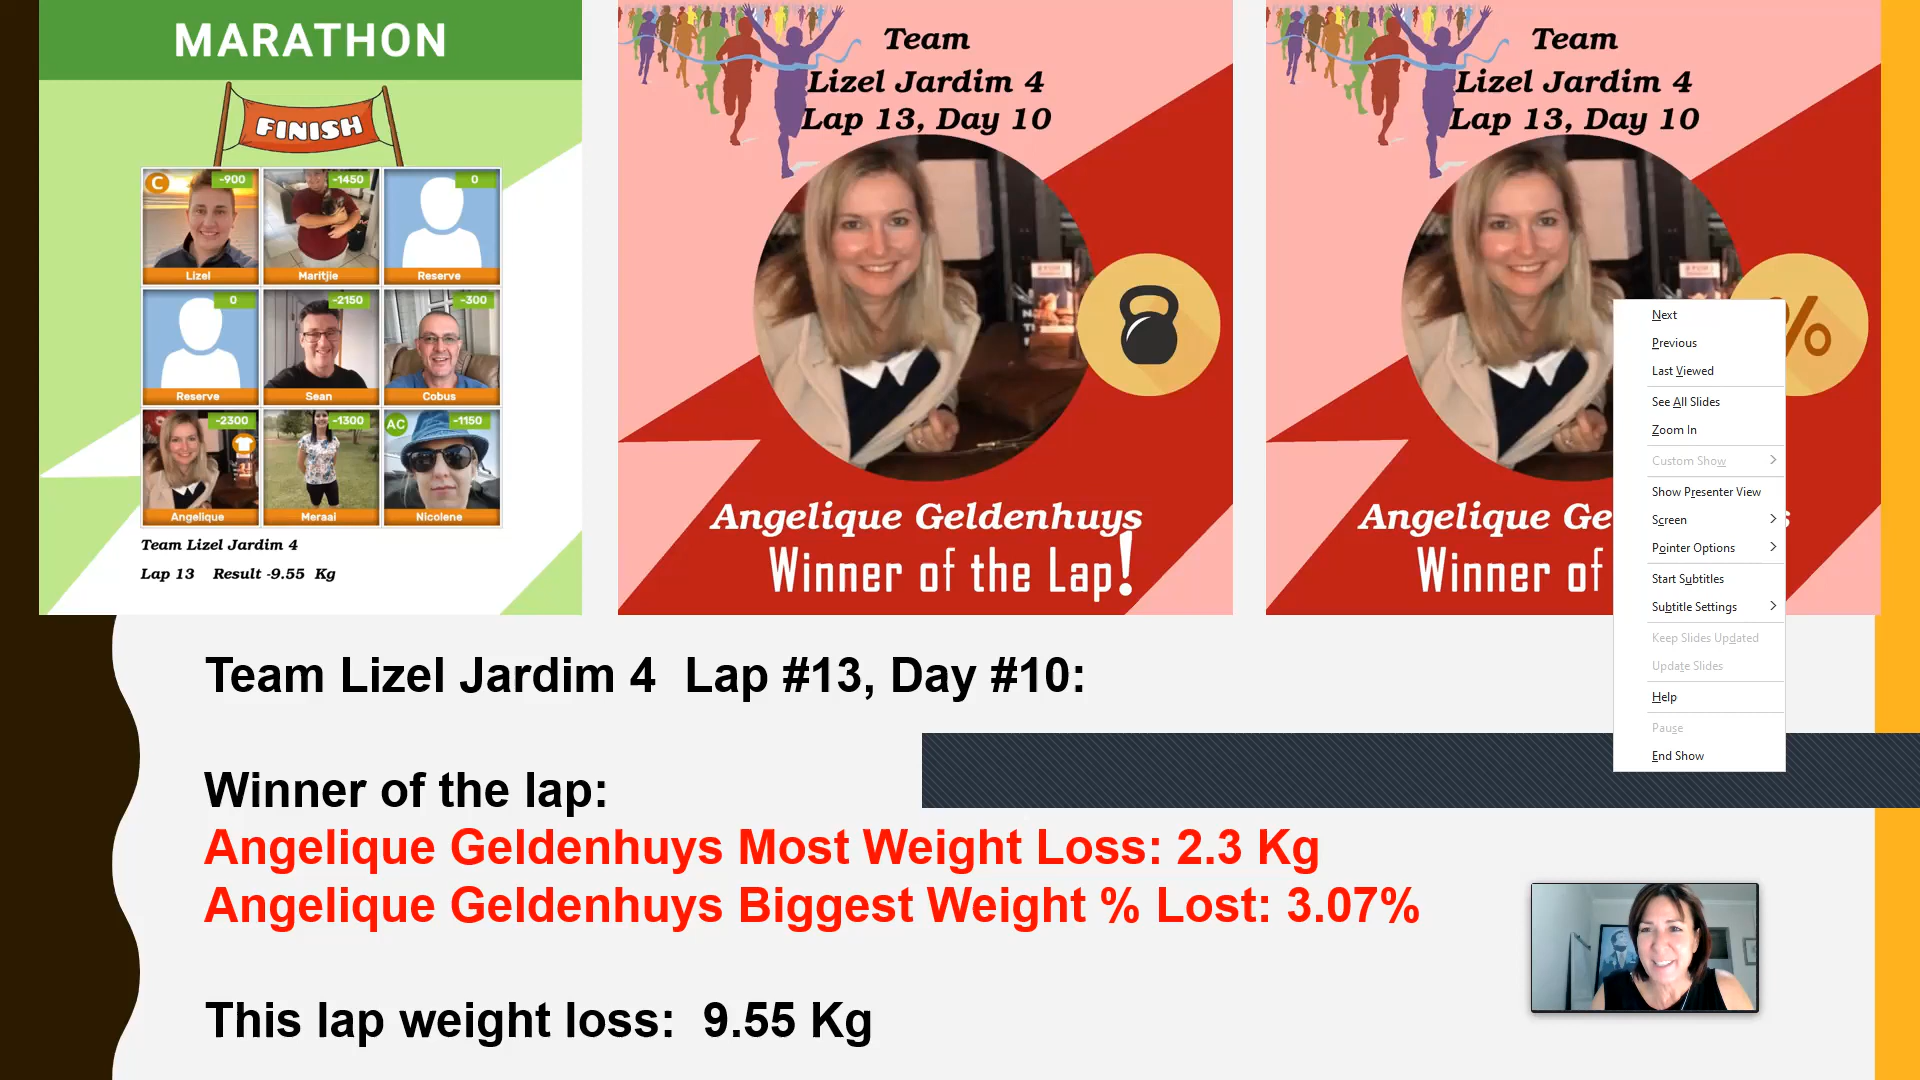 MARATHON
FINISH
C
-900
-1450
0
Lizel
Maritjie
Reserve
0
-2150
-300
Reserve
Sean
Cobus
-2300
-1300
AC
-1150
Angelique
Meraai
Nicolene
Team Lizel Jardim 4
Lap 13 Result -9.55 Kg
Team
Lizel Jardim 4
Lap 13, Day 10
Angelique Geldenhuys
Winner of the Lap!
Team
Lizel Jardim 4
Lap 13, Day 10
%
Angelique Ge
Winner of
Next
Previous
Last Viewed
See All Slides
Zoom In
Custom Show
Show Presenter View
Screen
Pointer Options
Start Subtitles
Subtitle Settings
Keep Slides Updated
Update Slides
Help
Pause
End Show
Team Lizel Jardim 4 Lap #13, Day #10:
Winner of the lap:
Angelique Geldenhuys Most Weight Loss: 2.3 Kg
Angelique Geldenhuys Biggest Weight % Lost: 3.07%
This lap weight loss: 9.55 Kg